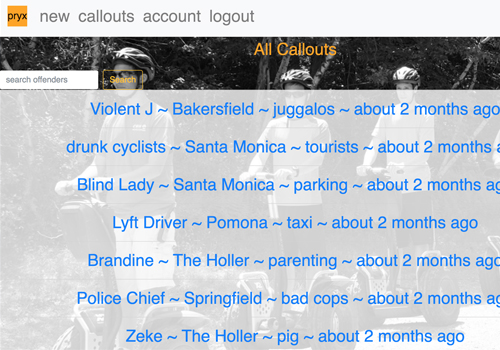 pryx new callouts account logout
All Callouts
search offenders Search
Violent J ~ Bakersfield ~ juggalos ~ about 2 months ago
drunk cyclists ~ Santa Monica ~ tourists ~ about 2 months
Blind Lady ~ Santa Monica ~ parking ~ about 2 months
Lyft Driver ~ Pomona ~ taxi ~ about 2 months ago
Brandine ~ The Holler ~ parenting ~ about 2 months
Police Chief ~ Springfield ~ bad cops ~ about 2 months
Zeke ~ The Holler ~ pig ~ about 2 months ago